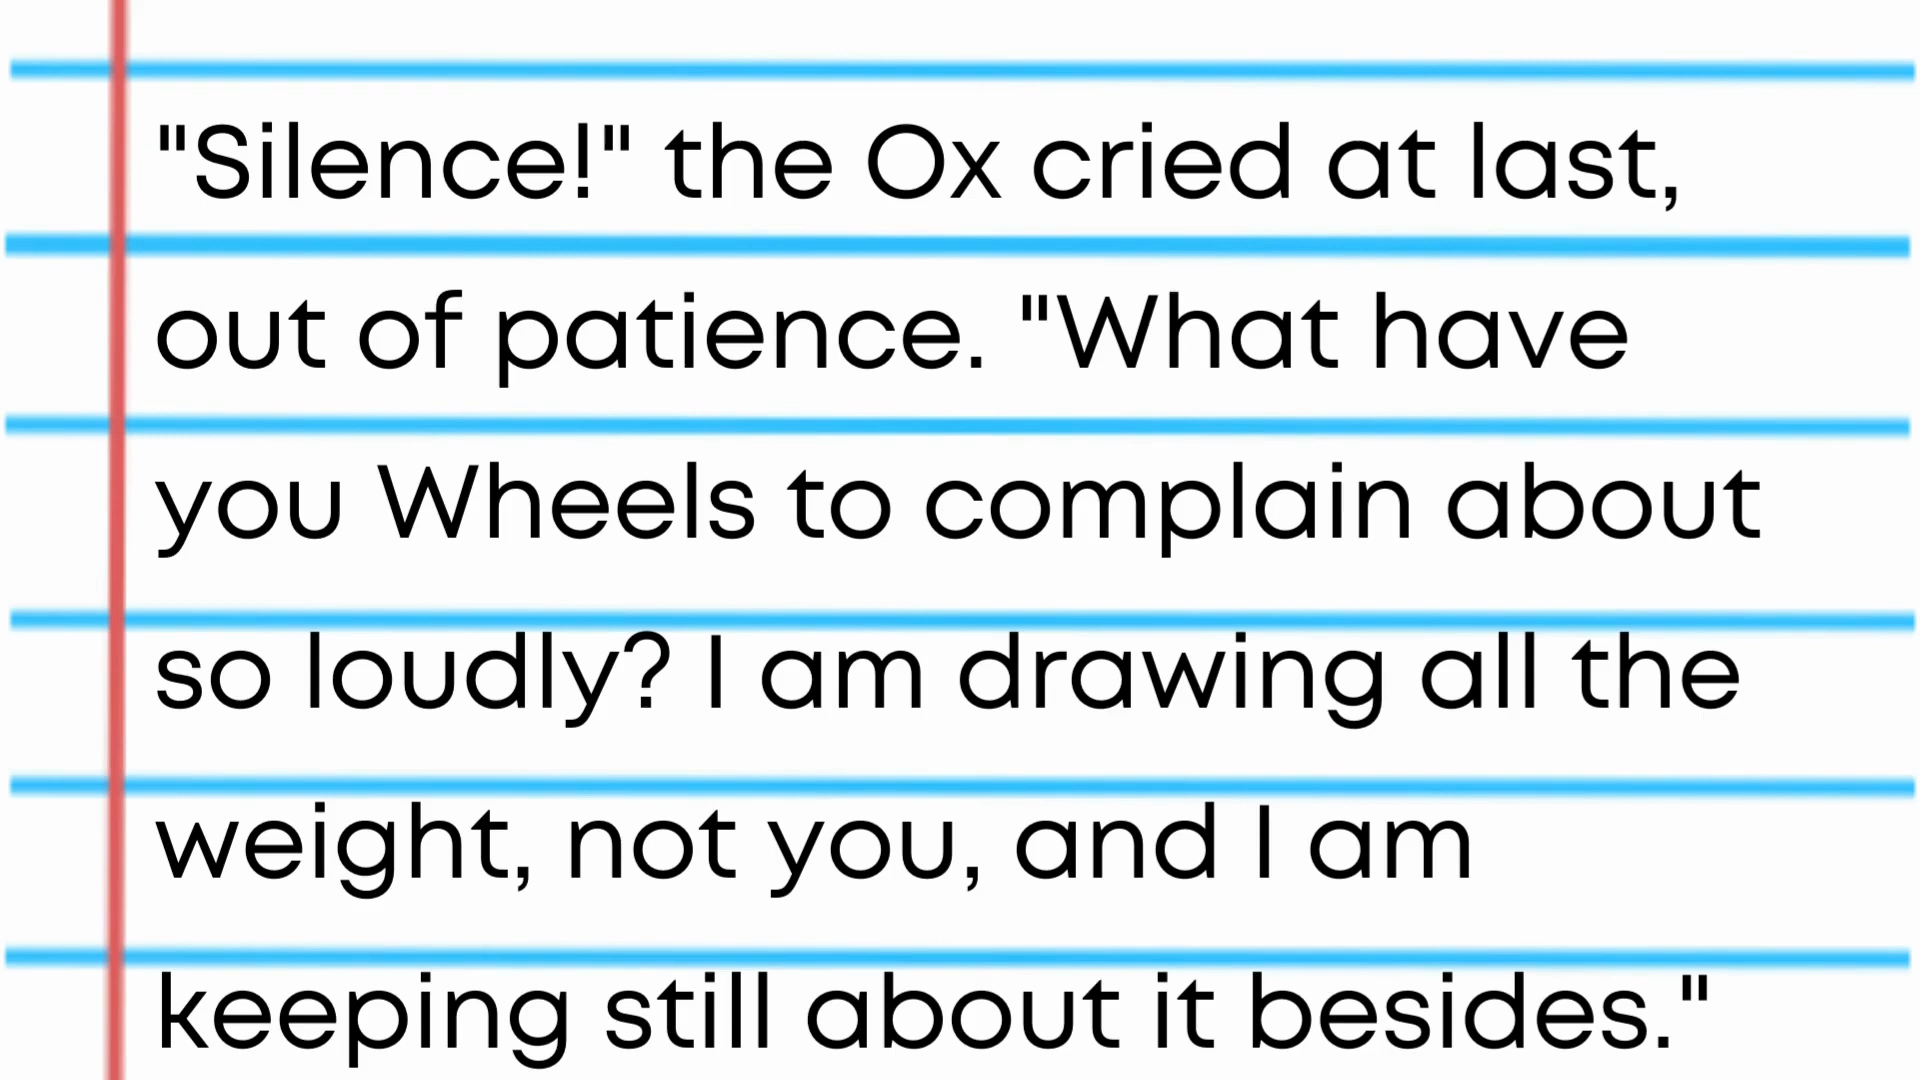 "Silence!" the Ox cried at last,
out of patience. "What have
you Wheels to complain about
so loudly? I am drawing all the
weight, not you, and I am
keeping still about it besides."